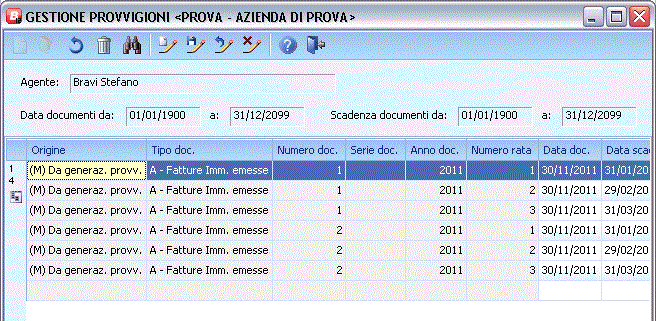 GESTIONE PROVVIGIONI <PROVA - AZIENDA DI PROVA>
Agente: Bravi Stefano
Data documenti da: 01/01/1900 a: 31/12/2099 Scadenza documenti da: 01/01/1900 a: 31/12/2099
Origine Tipo doc. Numero doc. Serie doc. Anno doc. Numero rata Data doc. Data scad
1 (M) Da generaz. provv. A - Fatture Imm. emesse 1 2011 1 30/11/2011 31/01/20
4 (M) Da generaz. provv. A - Fatture Imm. emesse 1 2011 2 30/11/2011 29/02/20
(M) Da generaz. provv. A - Fatture Imm. emesse 1 2011 3 30/11/2011 31/03/20
(M) Da generaz. provv. A - Fatture Imm. emesse 2 2011 1 30/11/2011 31/01/20
(M) Da generaz. provv. A - Fatture Imm. emesse 2 2011 2 30/11/2011 29/02/20
(M) Da generaz. provv. A - Fatture Imm. emesse 2 2011 3 30/11/2011 31/03/20